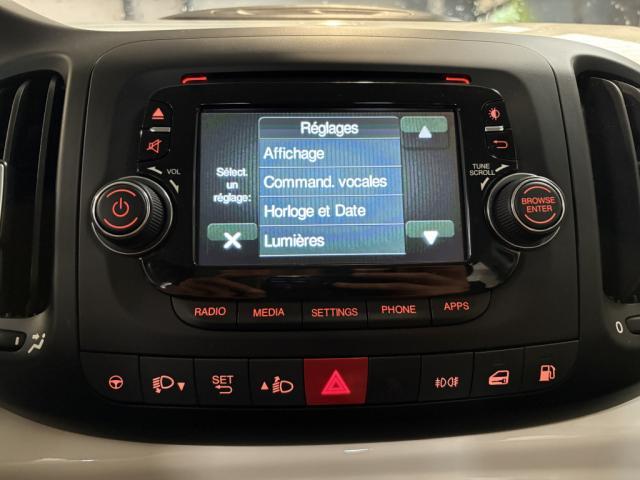 Réglages
Affichage
Sélect.
un
réglage:
Command. vocales
Horloge et Date
Lumières
VOL
TUNE
SCROLL
BROWSE
ENTER
RADIO
MEDIA
SETTINGS
PHONE
APPS
SET
0